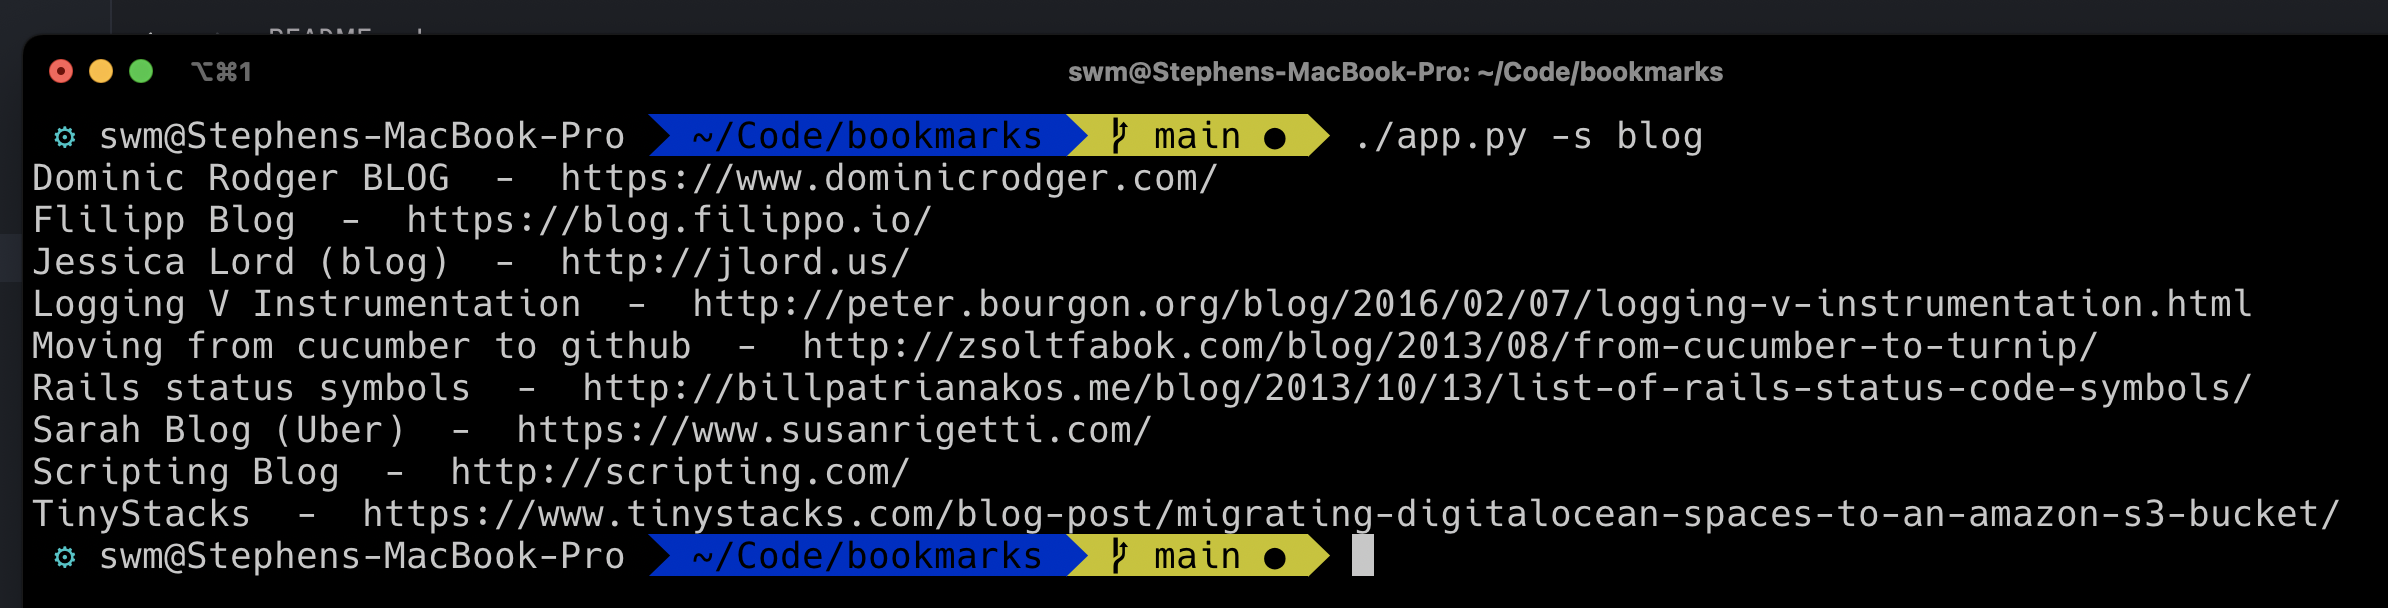 ⌥⌘1 swm@Stephens-MacBook-Pro: ~/Code/bookmarks
swm@Stephens-MacBook-Pro ~/Code/bookmarks main ● ./app.py -s blog
Dominic Rodger BLOG  -  https://www.dominicrodger.com/
Flilipp Blog  -  https://blog.filippo.io/
Jessica Lord (blog)  -  http://jlord.us/
Logging V Instrumentation  -  http://peter.bourgon.org/blog/2016/02/07/logging-v-instrumentation.html
Moving from cucumber to github  -  http://zsoltfabok.com/blog/2013/08/from-cucumber-to-turnip/
Rails status symbols  -  http://billpatrianakos.me/blog/2013/10/13/list-of-rails-status-code-symbols/
Sarah Blog (Uber)  -  https://www.susanrigetti.com/
Scripting Blog  -  http://scripting.com/
TinyStacks  -  https://www.tinystacks.com/blog-post/migrating-digitalocean-spaces-to-an-amazon-s3-bucket/
swm@Stephens-MacBook-Pro ~/Code/bookmarks main ●